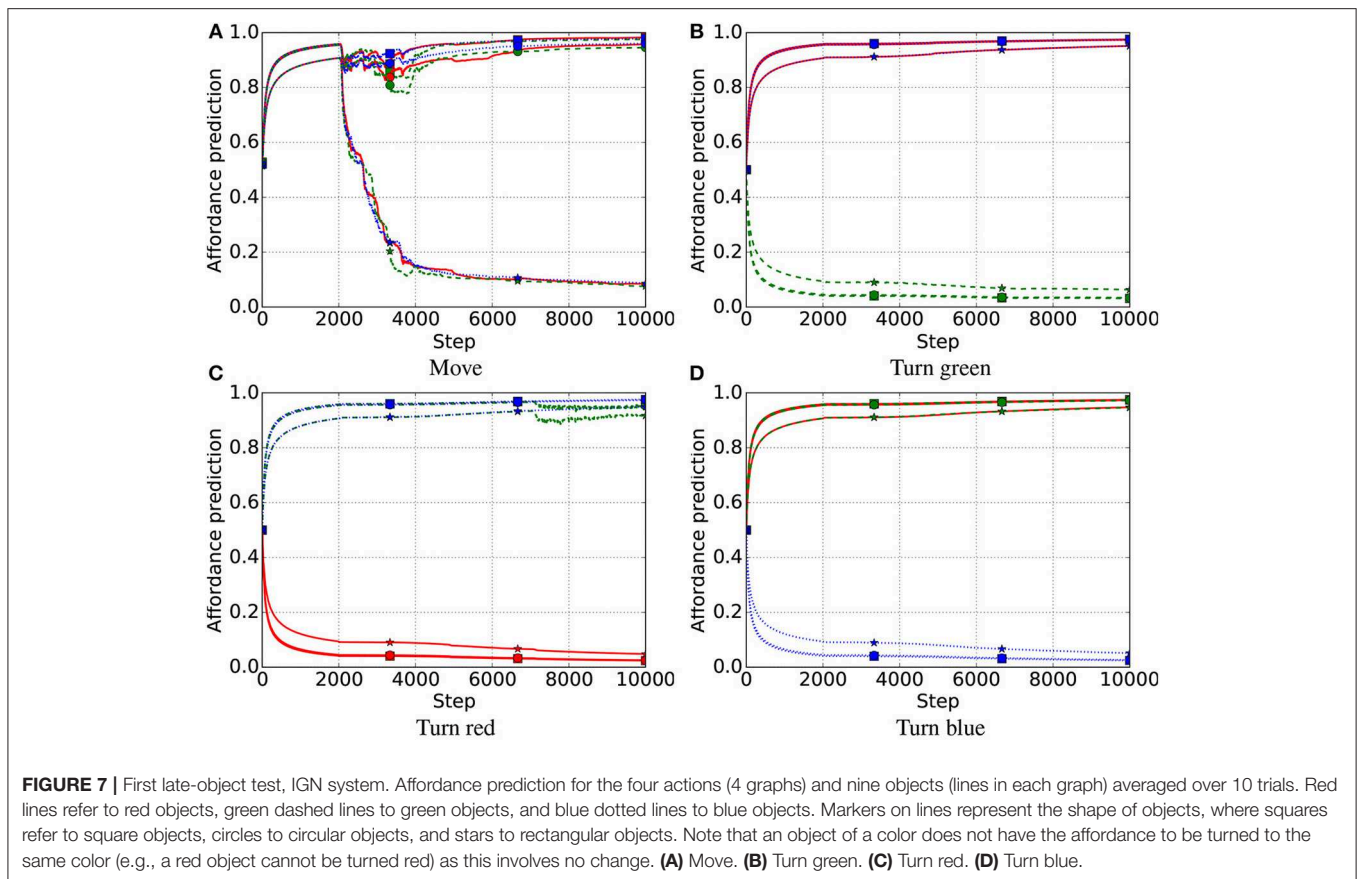 A
1.0
0.8
0.6
0.4
0.2
0.0
Affordance prediction
0 2000 4000 6000 8000 10000
Step
Move
B
1.0
0.8
0.6
0.4
0.2
0.0
Affordance prediction
0 2000 4000 6000 8000 10000
Step
Turn green
C
1.0
0.8
0.6
0.4
0.2
0.0
Affordance prediction
0 2000 4000 6000 8000 10000
Step
Turn red
D
1.0
0.8
0.6
0.4
0.2
0.0
Affordance prediction
0 2000 4000 6000 8000 10000
Step
Turn blue
FIGURE 7 | First late-object test, IGN system. Affordance prediction for the four actions (4 graphs) and nine objects (lines in each graph) averaged over 10 trials. Red
lines refer to red objects, green dashed lines to green objects, and blue dotted lines to blue objects. Markers on lines represent the shape of objects, where squares
refer to square objects, circles to circular objects, and stars to rectangular objects. Note that an object of a color does not have the affordance to be turned to the
same color (e.g., a red object cannot be turned red) as this involves no change. (A) Move. (B) Turn green. (C) Turn red. (D) Turn blue.